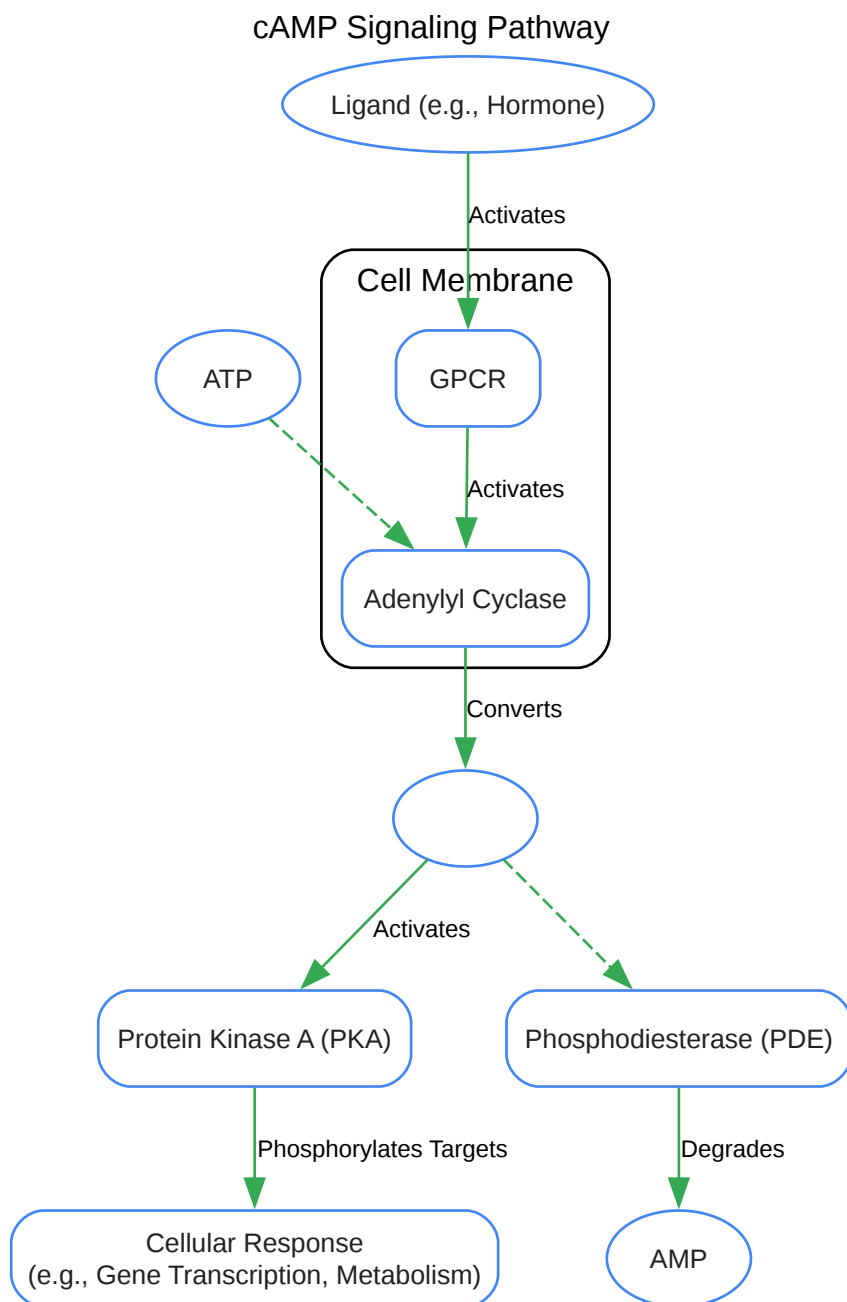 cAMP Signaling Pathway
Ligand (e.g., Hormone)
Activates
Cell Membrane
ATP
GPCR
Activates
Adenylyl Cyclase
Converts
Activates
Protein Kinase A (PKA)
Phosphodiesterase (PDE)
Phosphorylates Targets
Degrades
Cellular Response
(e.g., Gene Transcription, Metabolism)
AMP